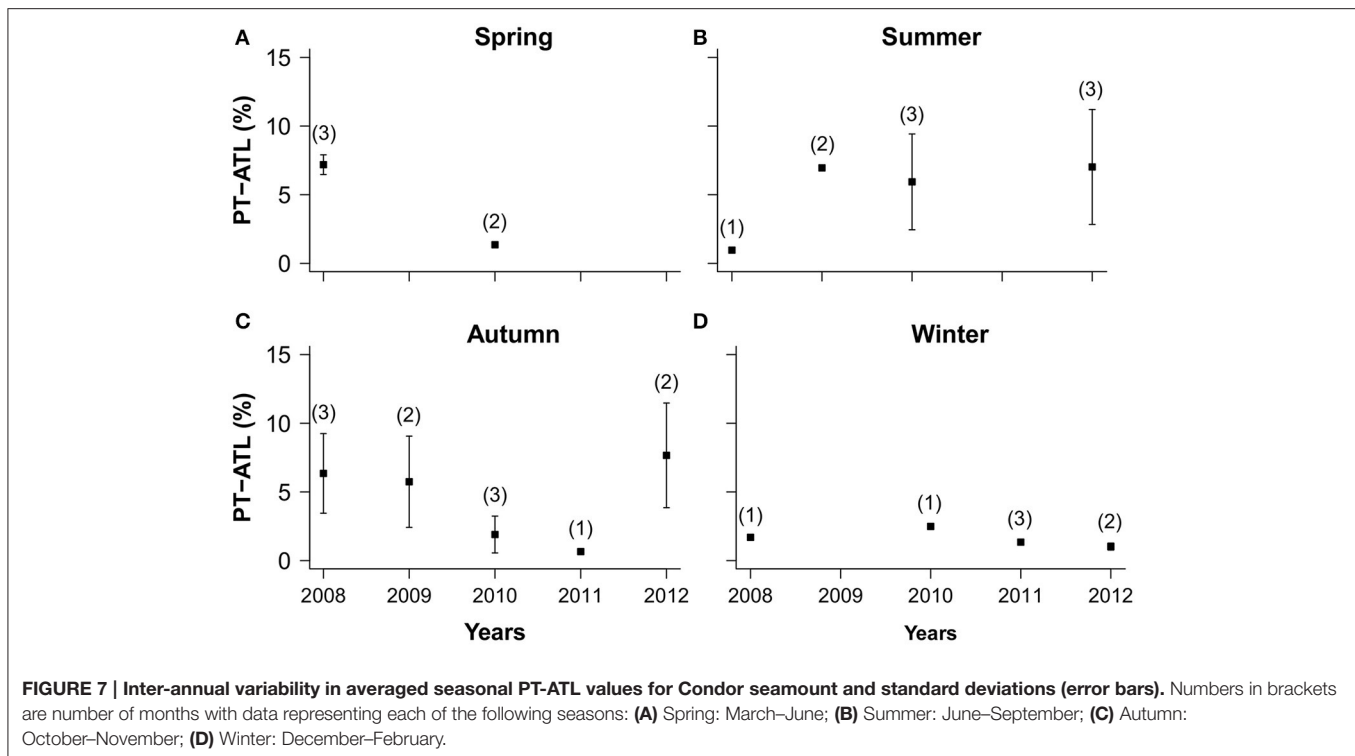 A
Spring
15
10
5
0
PT−ATL (%)
(3)
(2)
B
Summer
(1)
(2)
(3)
(3)
C
Autumn
15
10
5
0
PT−ATL (%)
(3)
(2)
(3)
(1)
(2)
2008 2009 2010 2011 2012
Years
D
Winter
(1)
(1)
(3)
(2)
2008 2009 2010 2011 2012
Years
FIGURE 7 | Inter-annual variability in averaged seasonal PT-ATL values for Condor seamount and standard deviations (error bars). Numbers in brackets
are number of months with data representing each of the following seasons: (A) Spring: March–June; (B) Summer: June–September; (C) Autumn:
October–November; (D) Winter: December–February.